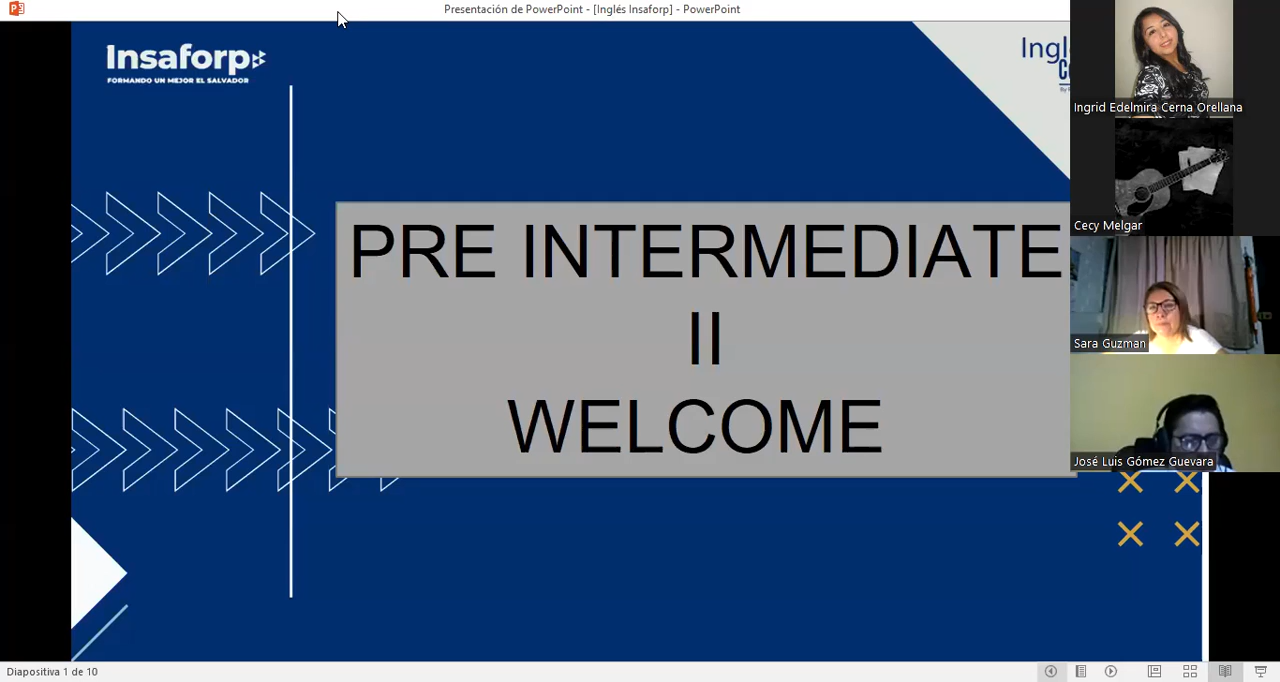 Presentación de PowerPoint - [Inglés Insaforp] - PowerPoint
Insaforp
FORMANDO UN MEJOR EL SALVADOR
PRE INTERMEDIATE
II
WELCOME
Ingrid Edelmira Cerna Orellana
Cecy Melgar
Sara Guzman
José Luis Gómez Guevara
Diapositiva 1 de 10